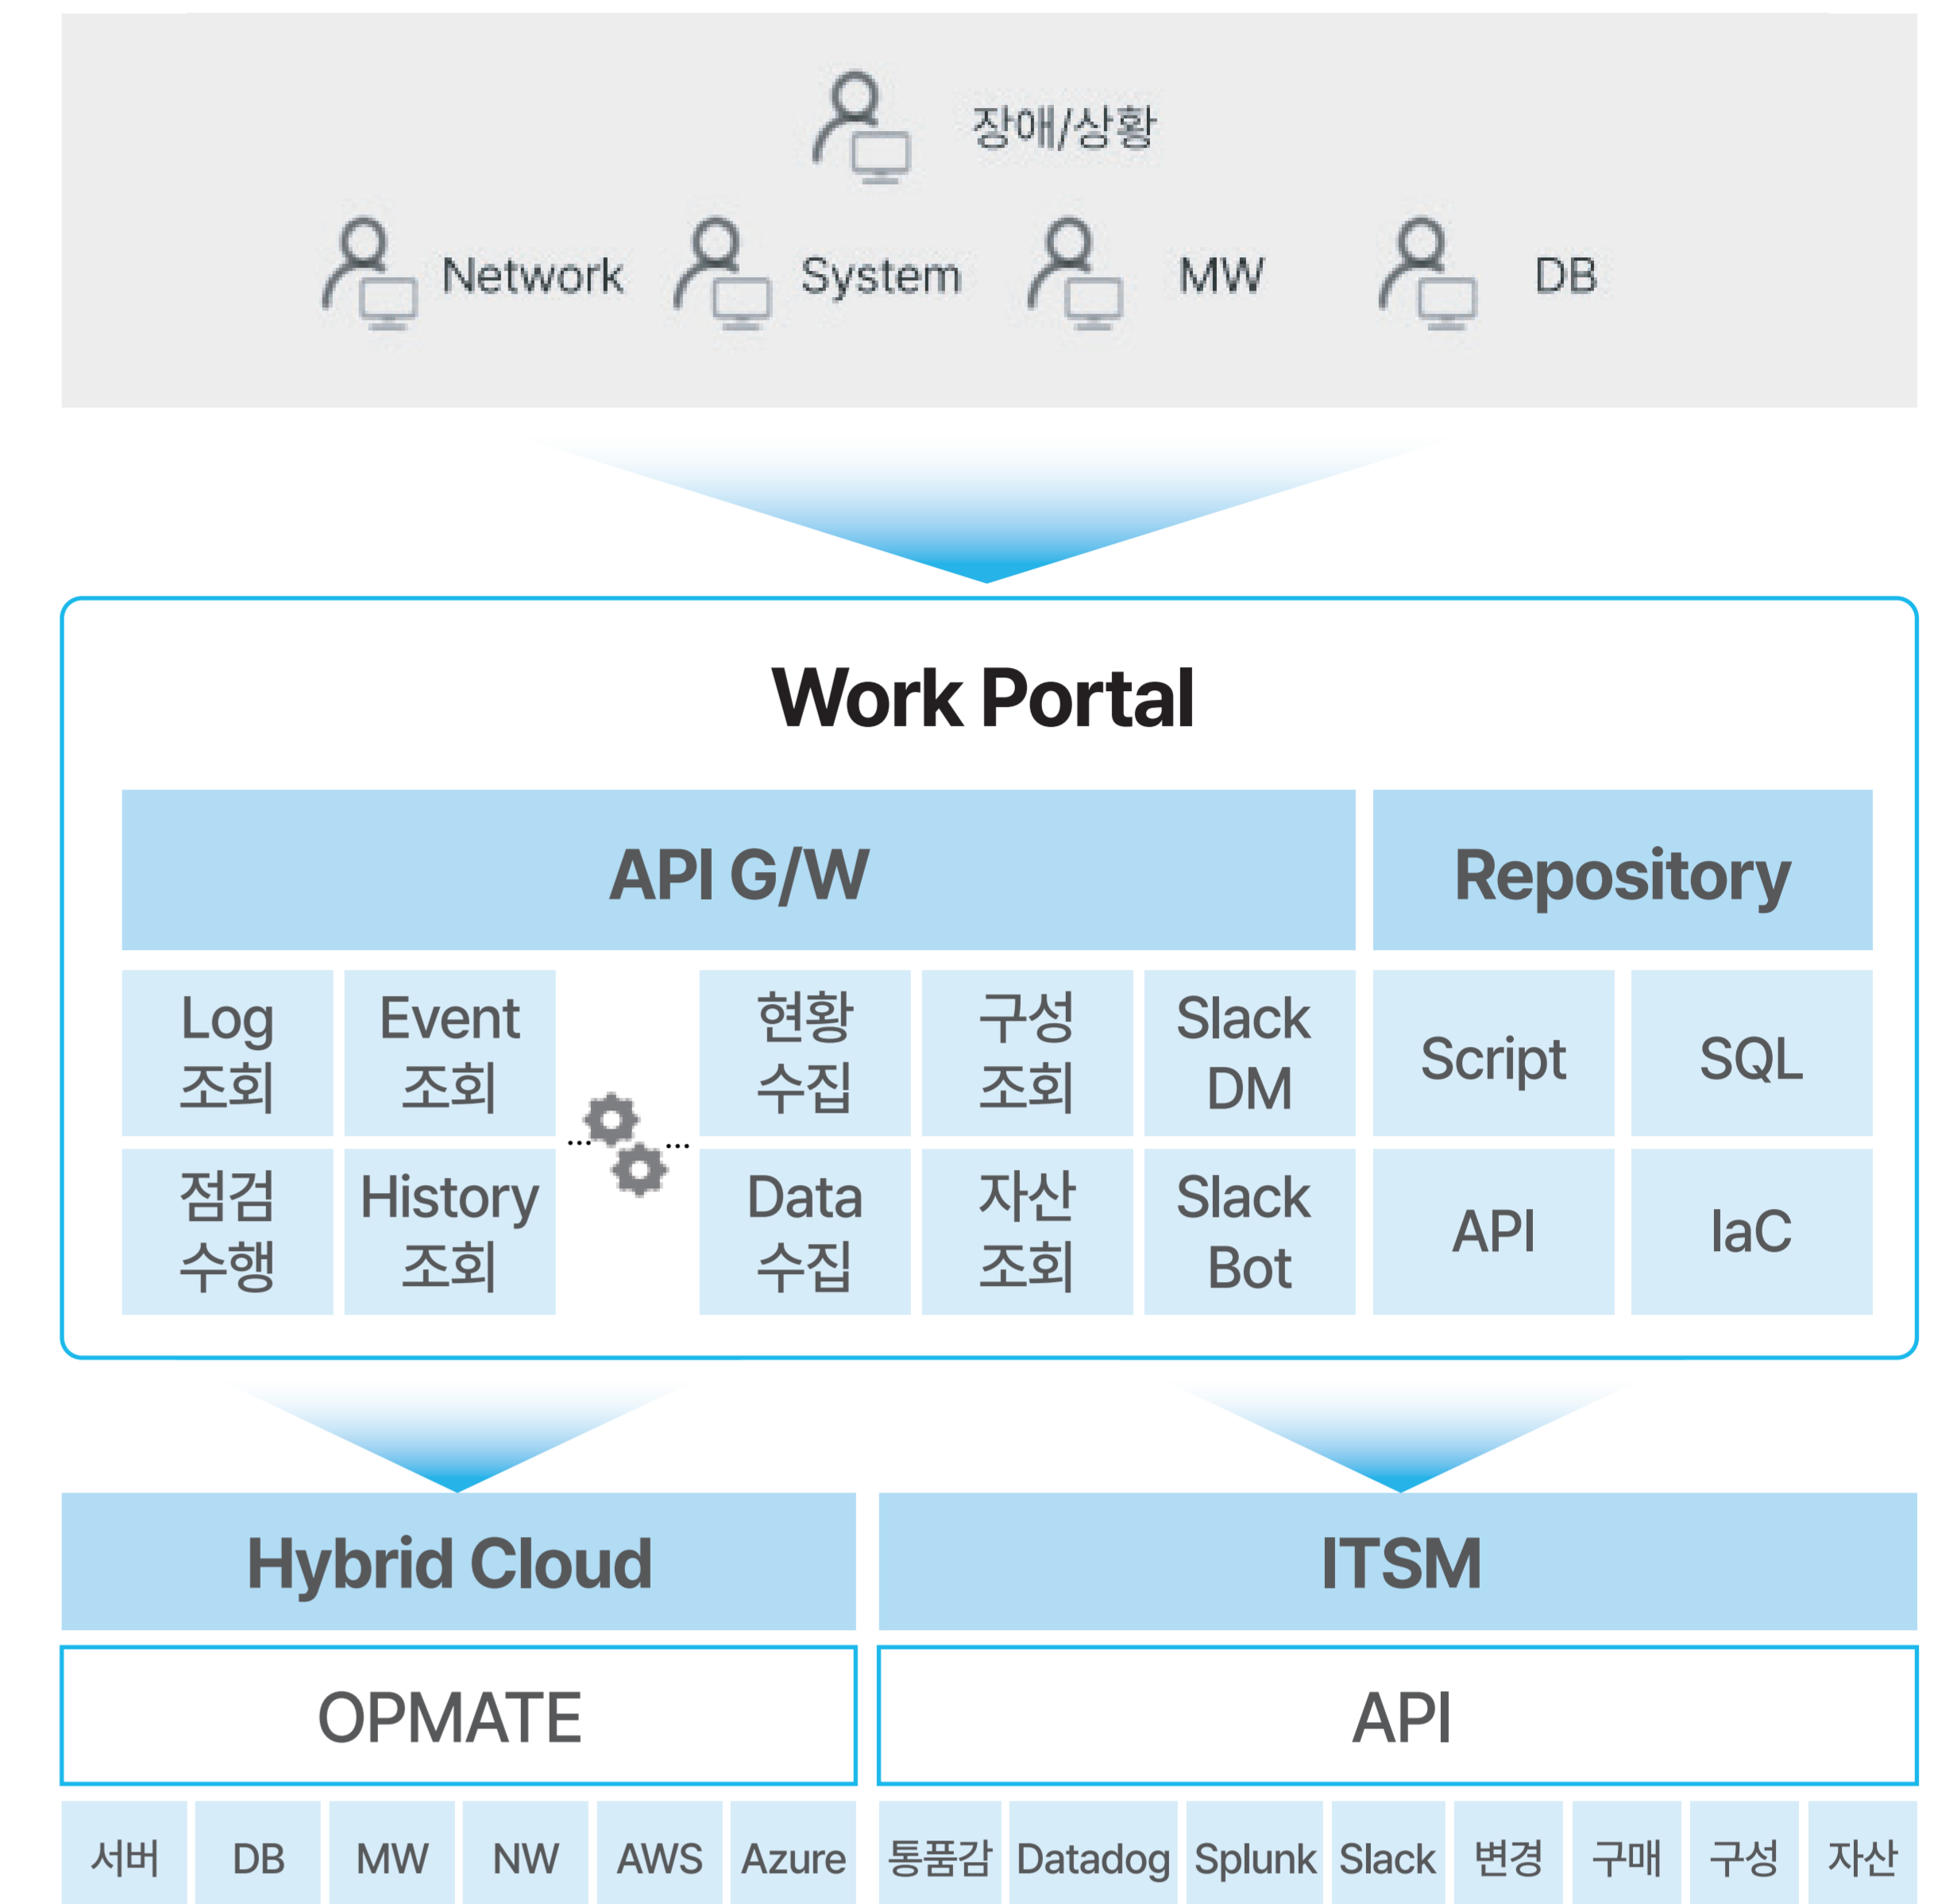 장애/상황
Network System MW DB
Work Portal
API G/W Repository
Log
조회
Event
조회
현황
수집
구성
조회
Slack
DM
Script
SQL
점검
수행
History
조회
... ...
Data
수집
자산
조회
Slack
Bot
API
IaC
Hybrid Cloud ITSM
OPMATE API
서버 DB MW NW AWS Azure 통품감 Datadog Splunk Slack 변경 구매 구성 자산